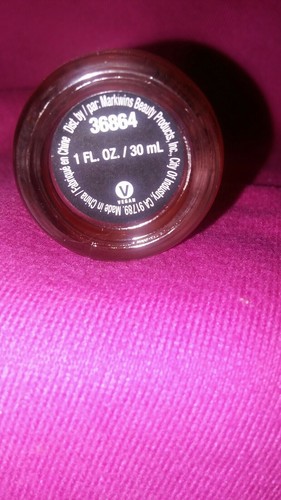 Dist. by / par: Markwins Beauty Products, Inc. City Of Industry, CA 91789. Made in China / Fabriqué en Chine
36864
1 FL. OZ. / 30 mL
V
VEGAN